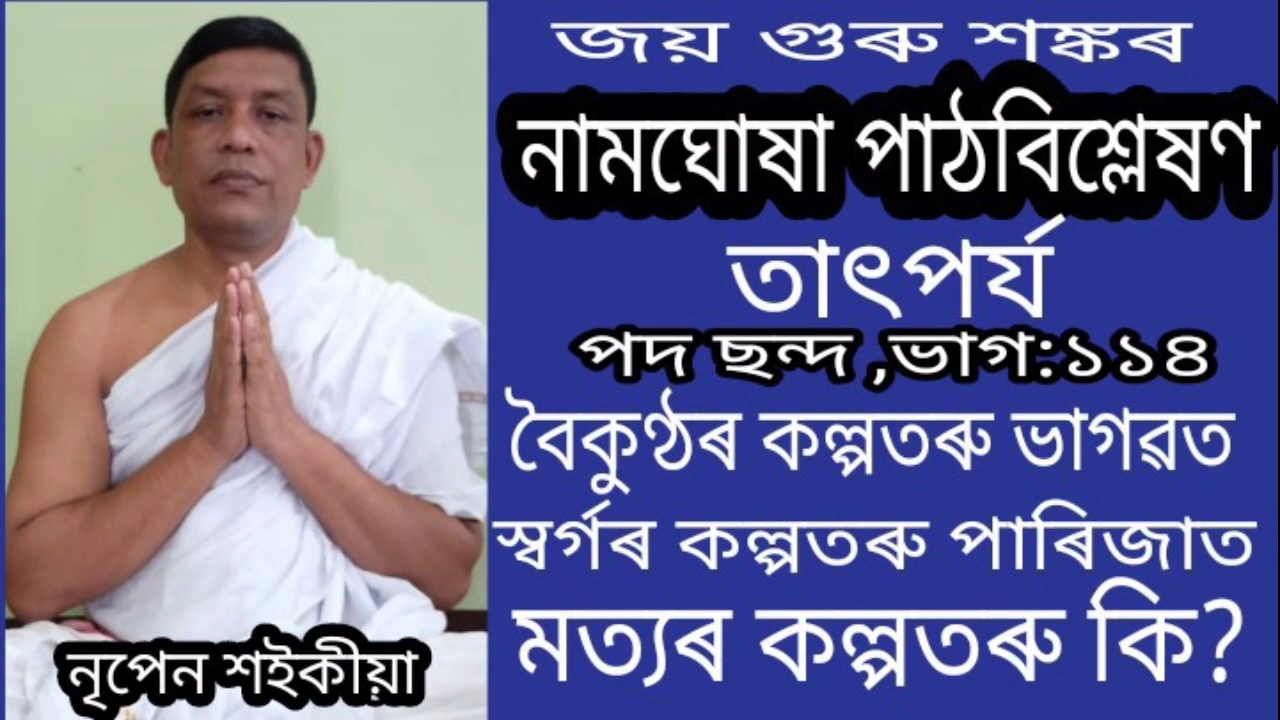 জয় গুৰু শঙ্কৰ
নামঘোষা পাঠবিশ্লেষণ
তাৎপৰ্য
পদ ছন্দ ,ভাগ:১১৪
বৈকুণ্ঠৰ কল্পতৰু ভাগৱত
স্বৰ্গৰ কল্পতৰু পাৰিজাত
মত্যৰ কল্পতৰু কি?
নৃপেন শইকীয়া